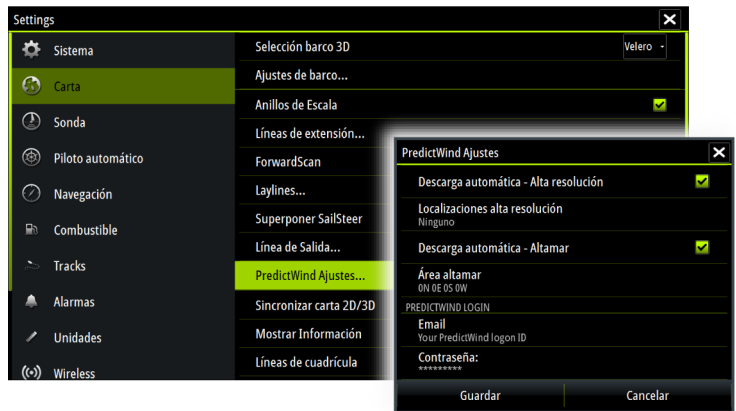 Settings
Sistema
Carta
Sonda
Piloto automático
Navegación
Combustible
Tracks
Alarmas
Unidades
Wireless
Selección barco 3D
Velero
Ajustes de barco...
Anillos de Escala
Líneas de extensión...
ForwardScan
Laylines...
Superponer SailSteer
Línea de Salida...
PredictWind Ajustes...
Sincronizar carta 2D/3D
Mostrar Información
Líneas de cuadrícula
PredictWind Ajustes
Descarga automática - Alta resolución
Localizaciones alta resolución
Ninguno
Descarga automática - Altamar
Área altamar
0N 0E 0S 0W
PREDICTWIND LOGIN
Email
Your PredictWind logon ID
Contraseña:
*********
Guardar
Cancelar